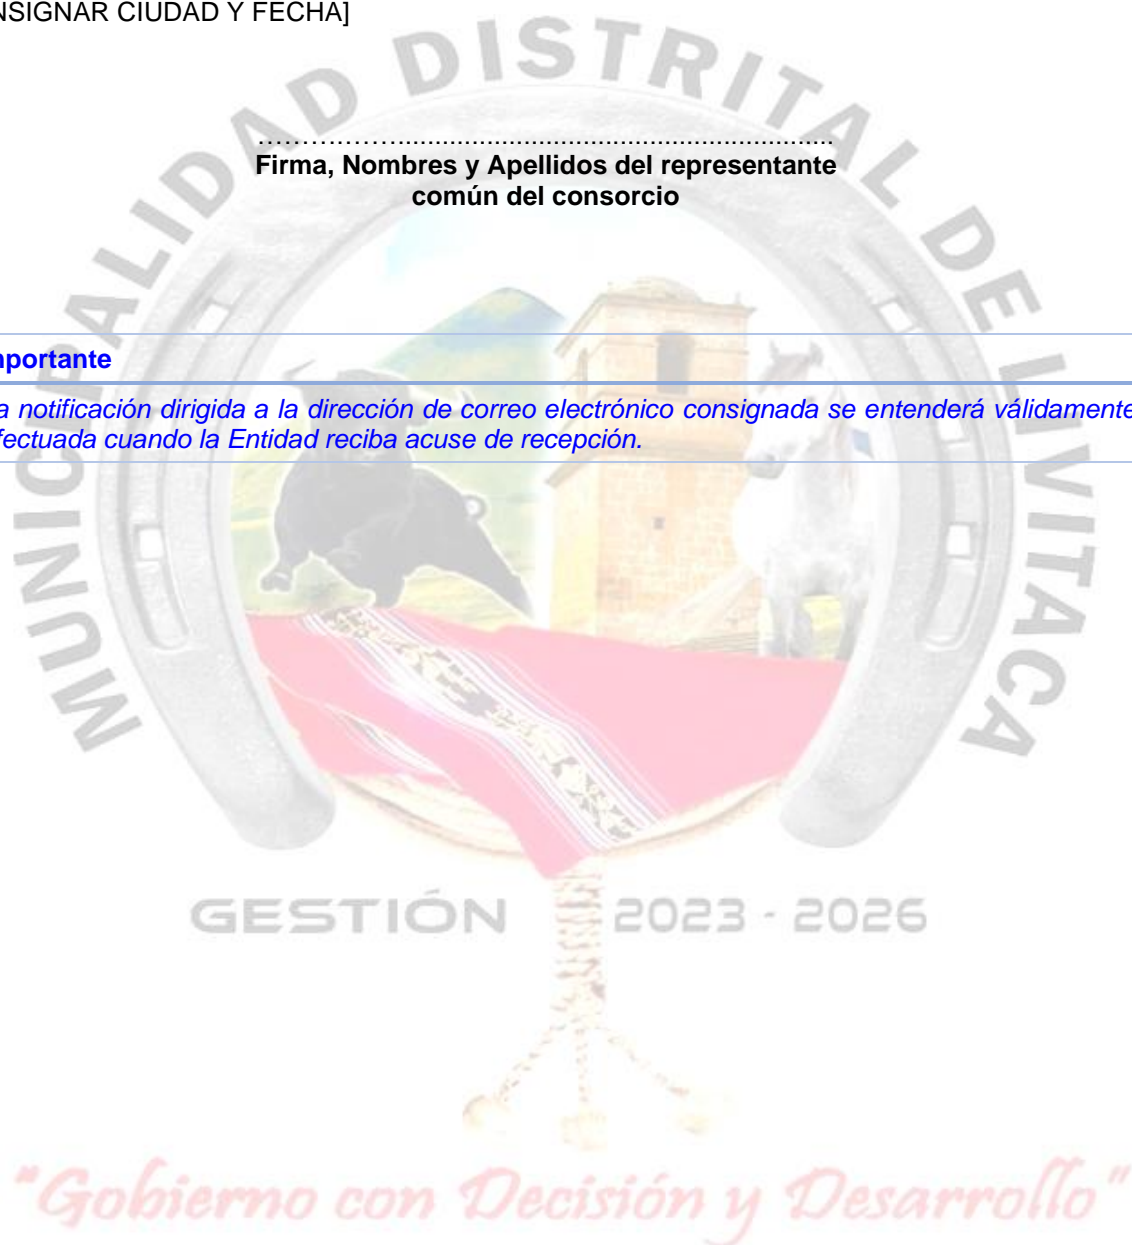 NSIGNAR CIUDAD Y FECHA]
MUNICIPALIDAD DISTRITAL DE LIVITACA
.......................................................................
Firma, Nombres y Apellidos del representante
común del consorcio
mportante
a notificación dirigida a la dirección de correo electrónico consignada se entenderá válidamente
fectuada cuando la Entidad reciba acuse de recepción.
GESTIÓN 2023 - 2026
"Gobierno con Decisión y Desarrollo"